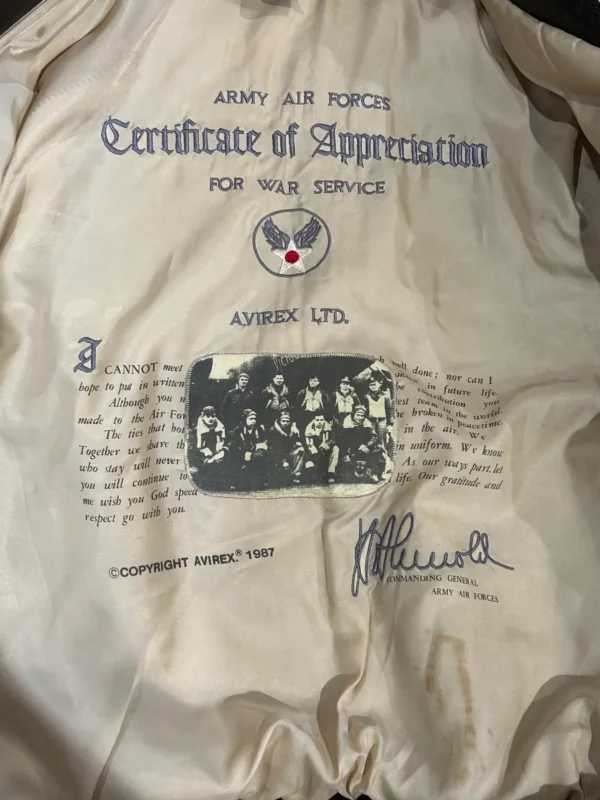 ARMY AIR FORCES
Certificate of Appreciation
FOR WAR SERVICE
AVIREX LTD.
I CANNOT meet well done; nor can I
hope to put in written in future life.
Although you contribution you
made to the Air For est team in the world.
The ties that bo be broken in peacetime.
Together we share th in the air. We
who stay will never in uniform. We know
you will continue to As our ways part, let
me wish you God speed life. Our gratitude and
respect go with you.
©COPYRIGHT AVIREX.® 1987
H H Arnold
COMMANDING GENERAL
ARMY AIR FORCES